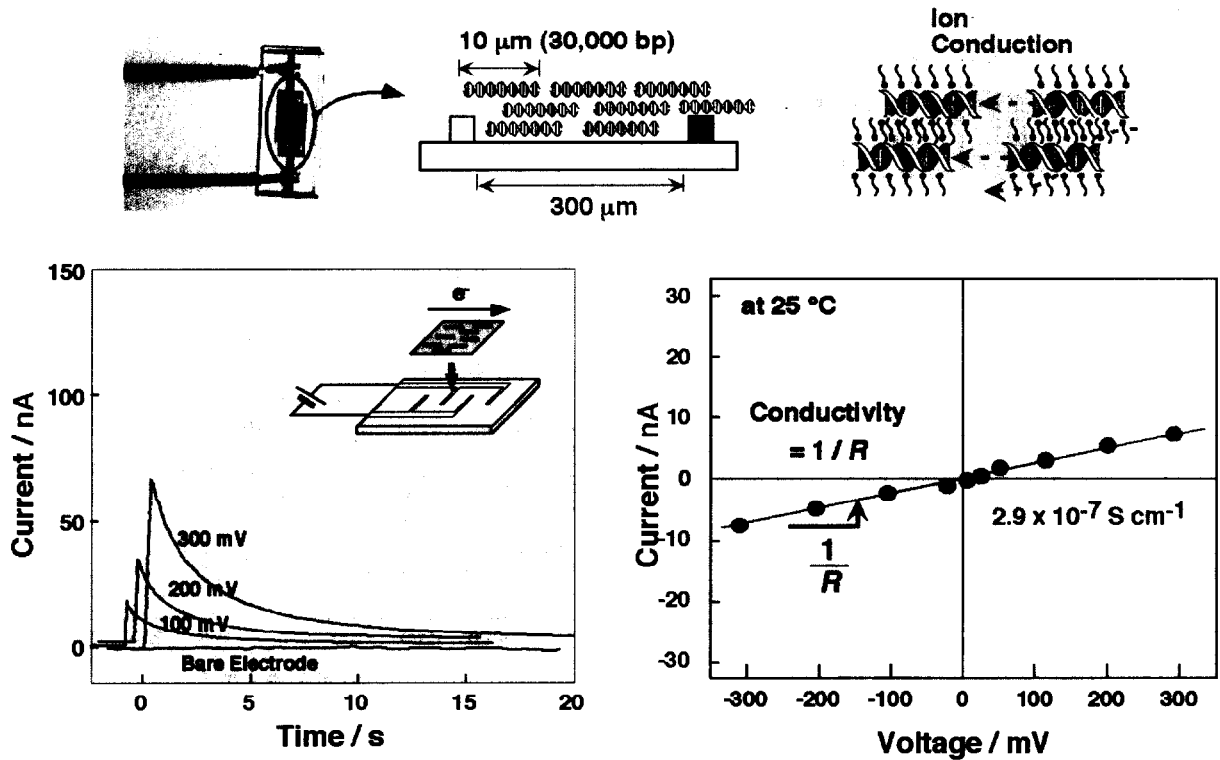 10 μm (30,000 bp)
300 μm
Ion
Conduction
150
100
50
0
Current / nA
e-
300 mV
200 mV
100 mV
Bare Electrode
0
5
10
15
20
Time / s
30
20
10
0
-10
-20
-30
Current / nA
at 25 °C
Conductivity
= 1 / R
1
R
2.9 x 10-7 S cm-1
-300
-200
-100
0
100
200
300
Voltage / mV